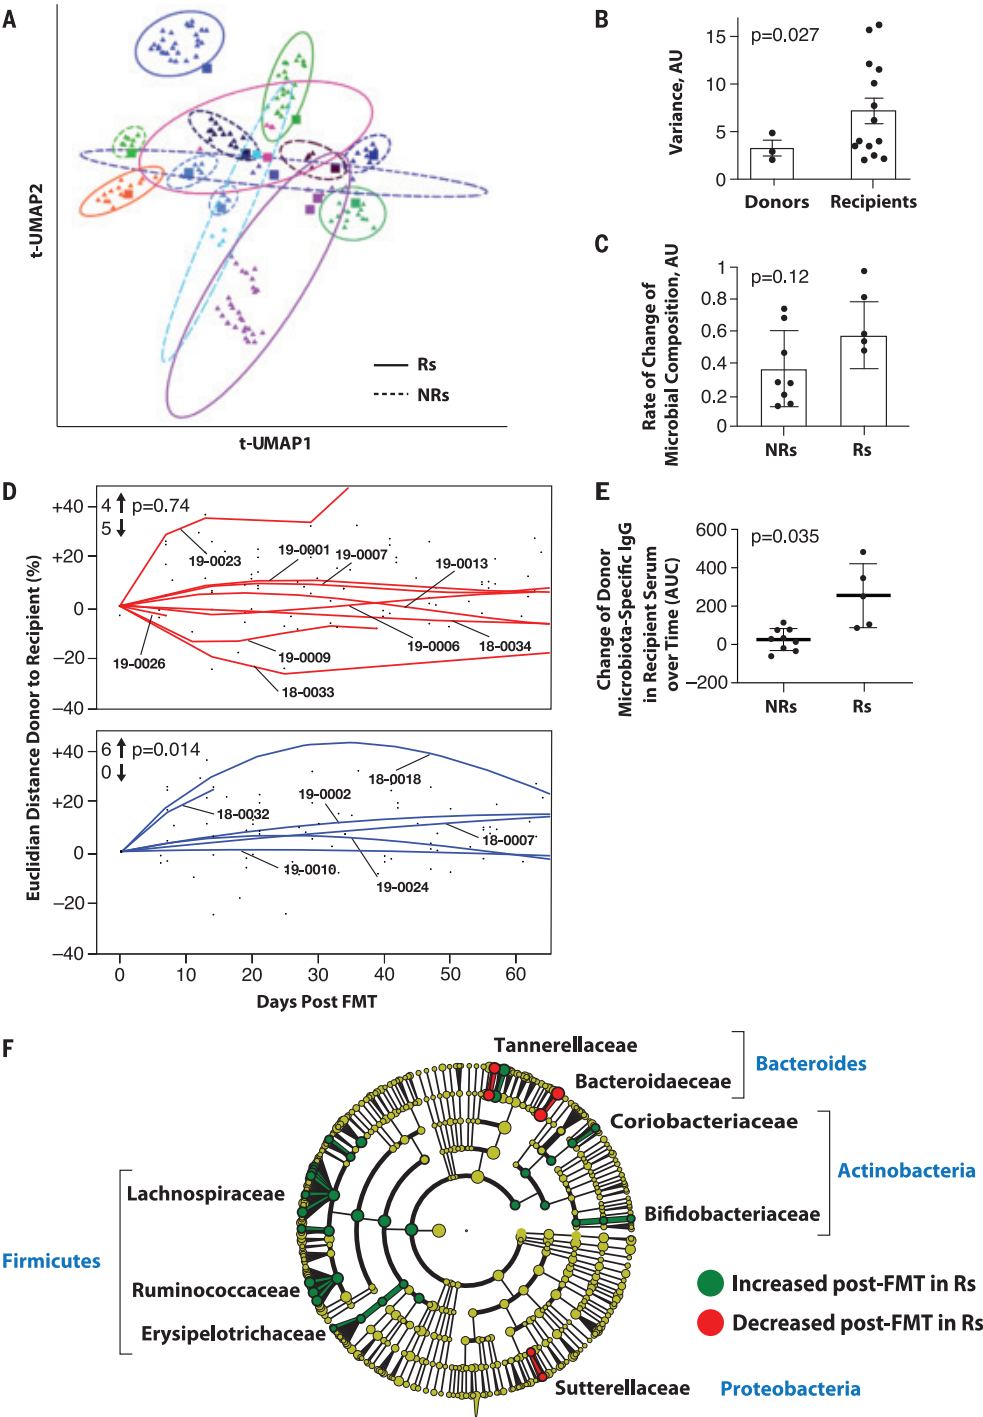 A
t-UMAP2
t-UMAP1
Rs
NRs
B
p=0.027
Variance, AU
15
10
5
0
Donors
Recipients
C
p=0.12
Rate of Change of
Microbial Composition, AU
1
0.8
0.6
0.4
0.2
0
NRs
Rs
D
Euclidian Distance Donor to Recipient (%)
+40
+20
0
−20
−40
4 p=0.74
5
19-0023
19-0001
19-0007
19-0013
19-0026
19-0009
19-0006
18-0034
18-0033
+40
+20
0
−20
−40
6 p=0.014
0
18-0018
18-0032
19-0002
18-0007
19-0010
19-0024
0 10 20 30 40 50 60
Days Post FMT
E
p=0.035
Change of Donor
Microbiota-Specific IgG
in Recipient Serum
over Time (AUC)
600
400
200
0
−200
NRs
Rs
F
Tannerellaceae
Bacteroidaeceae
Bacteroides
Coriobacteriaceae
Actinobacteria
Bifidobacteriaceae
Lachnospiraceae
Firmicutes
Ruminococcaceae
Erysipelotrichaceae
Increased post-FMT in Rs
Decreased post-FMT in Rs
Sutterellaceae
Proteobacteria